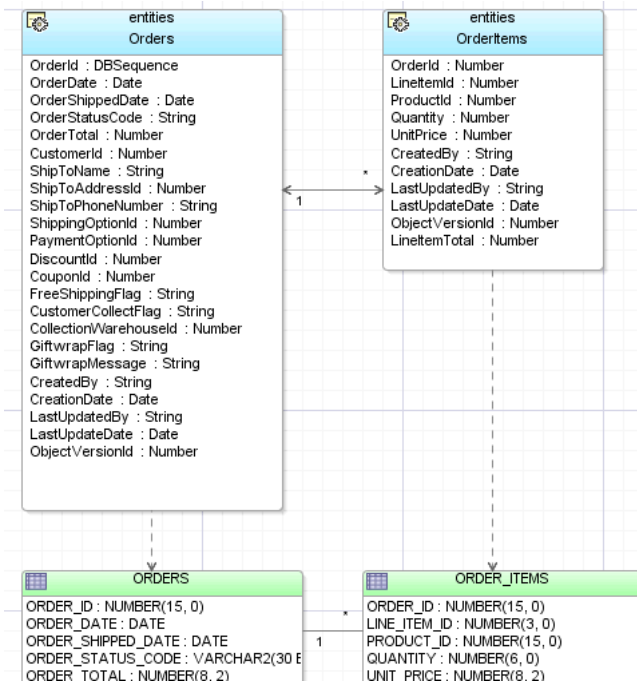 entities
Orders
OrderId : DBSequence
OrderDate : Date
OrderShippedDate : Date
OrderStatusCode : String
OrderTotal : Number
CustomerId : Number
ShipToName : String
ShipToAddressId : Number
ShipToPhoneNumber : String
ShippingOptionId : Number
PaymentOptionId : Number
DiscountId : Number
CouponId : Number
FreeShippingFlag : String
CustomerCollectFlag : String
CollectionWarehouseId : Number
GiftwrapFlag : String
GiftwrapMessage : String
CreatedBy : String
CreationDate : Date
LastUpdatedBy : String
LastUpdateDate : Date
ObjectVersionId : Number
1
*
entities
OrderItems
OrderId : Number
LineItemId : Number
ProductId : Number
Quantity : Number
UnitPrice : Number
CreatedBy : String
CreationDate : Date
LastUpdatedBy : String
LastUpdateDate : Date
ObjectVersionId : Number
LineItemTotal : Number
ORDERS
ORDER_ID : NUMBER(15, 0)
ORDER_DATE : DATE
ORDER_SHIPPED_DATE : DATE
ORDER_STATUS_CODE : VARCHAR2(30 
ORDER_TOTAL : NUMBER(8, 2)
1
*
ORDER_ITEMS
ORDER_ID : NUMBER(15, 0)
LINE_ITEM_ID : NUMBER(3, 0)
PRODUCT_ID : NUMBER(15, 0)
QUANTITY : NUMBER(6, 0)
UNIT_PRICE : NUMBER(8, 2)